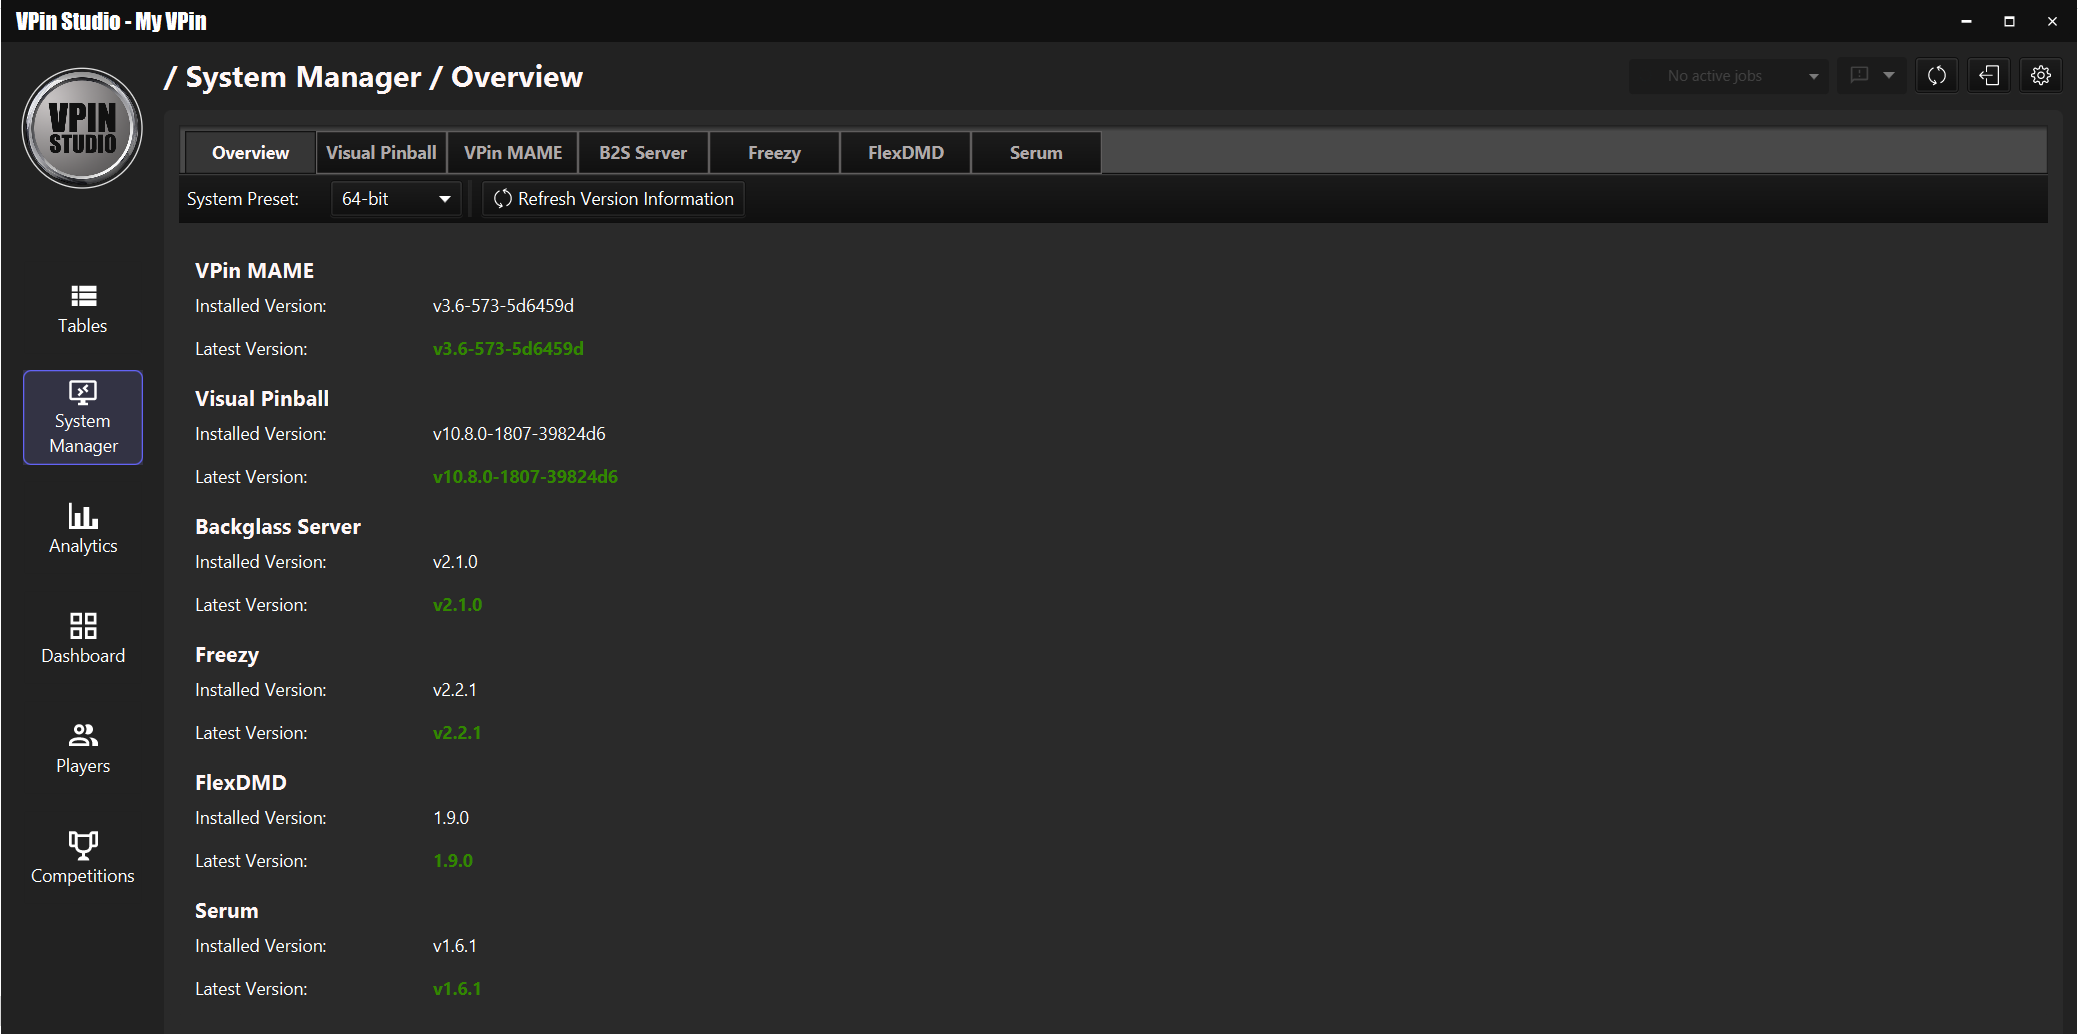 VPin Studio - My VPin
VPIN
STUDIO
/ System Manager / Overview
No active jobs
Overview
Visual Pinball
VPin MAME
B2S Server
Freezy
FlexDMD
Serum
System Preset:
64-bit
Refresh Version Information
Tables
System
Manager
Analytics
Dashboard
Players
Competitions
VPin MAME
Installed Version: v3.6-573-5d6459d
Latest Version: v3.6-573-5d6459d
Visual Pinball
Installed Version: v10.8.0-1807-39824d6
Latest Version: v10.8.0-1807-39824d6
Backglass Server
Installed Version: v2.1.0
Latest Version: v2.1.0
Freezy
Installed Version: v2.2.1
Latest Version: v2.2.1
FlexDMD
Installed Version: 1.9.0
Latest Version: 1.9.0
Serum
Installed Version: v1.6.1
Latest Version: v1.6.1